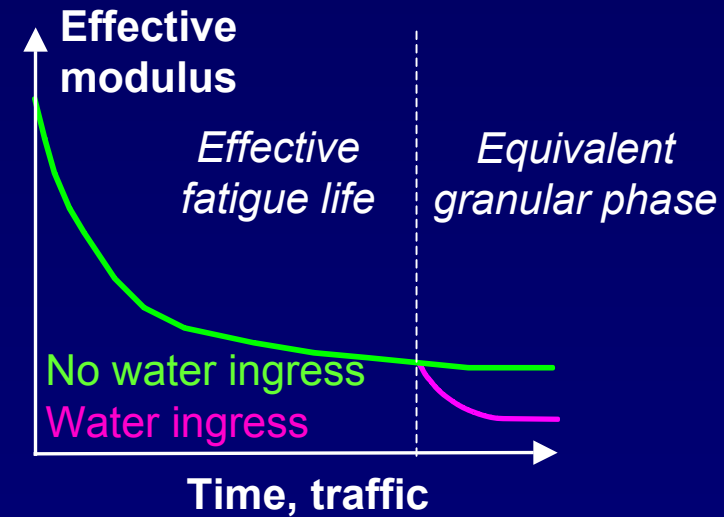 Effective
modulus
Effective
fatigue life
Equivalent
granular phase
No water ingress
Water ingress
Time, traffic